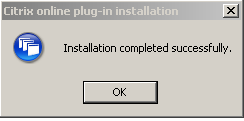 Citrix online plug-in installation
Installation completed successfully.
OK